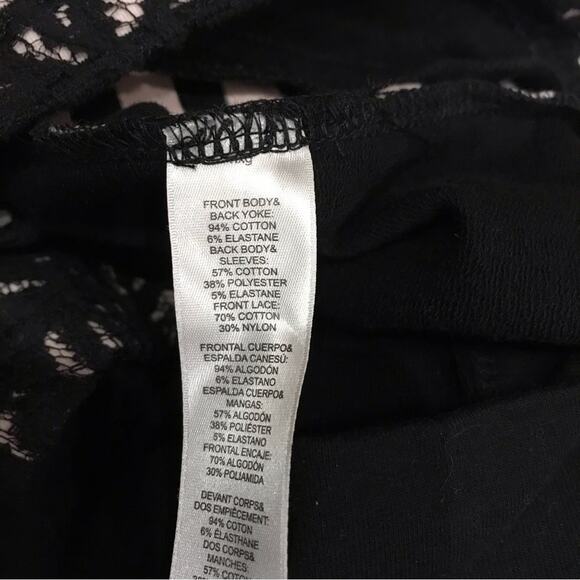 FRONT BODY&
BACK YOKE:
94% COTTON
6% ELASTANE
BACK BODY&
SLEEVES:
57% COTTON
38% POLYESTER
5% ELASTANE
FRONT LACE:
70% COTTON
30% NYLON
FRONTAL CUERPO&
ESPALDA CANESÚ:
94% ALGODÓN
6% ELASTANO
ESPALDA CUERPO&
MANGAS:
57% ALGODÓN
38% POLIÉSTER
5% ELASTANO
FRONTAL ENCAJE:
70% ALGODÓN
30% POLIAMIDA
DEVANT CORPS&
DOS EMPIÈCEMENT:
94% COTON
6% ÉLASTHANE
DOS CORPS&
MANCHES:
57% COTON